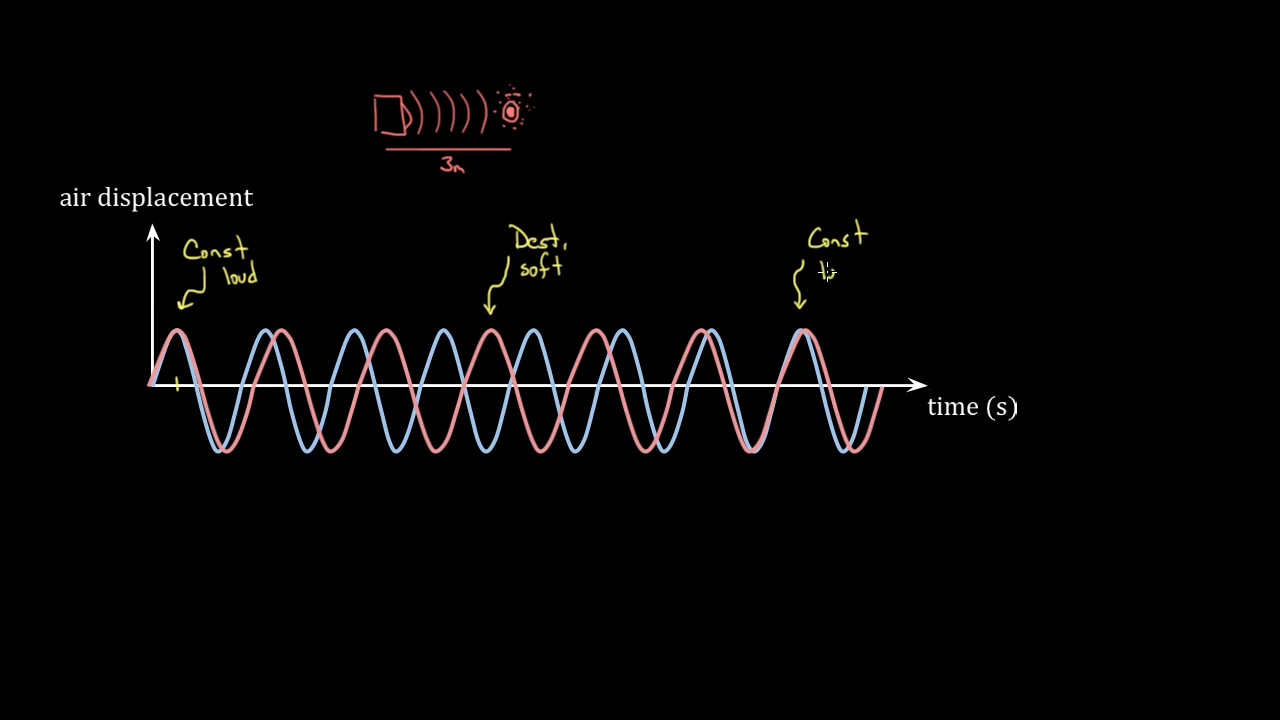 3m
air displacement
Const
loud
Dest.
soft
Const
time (s)